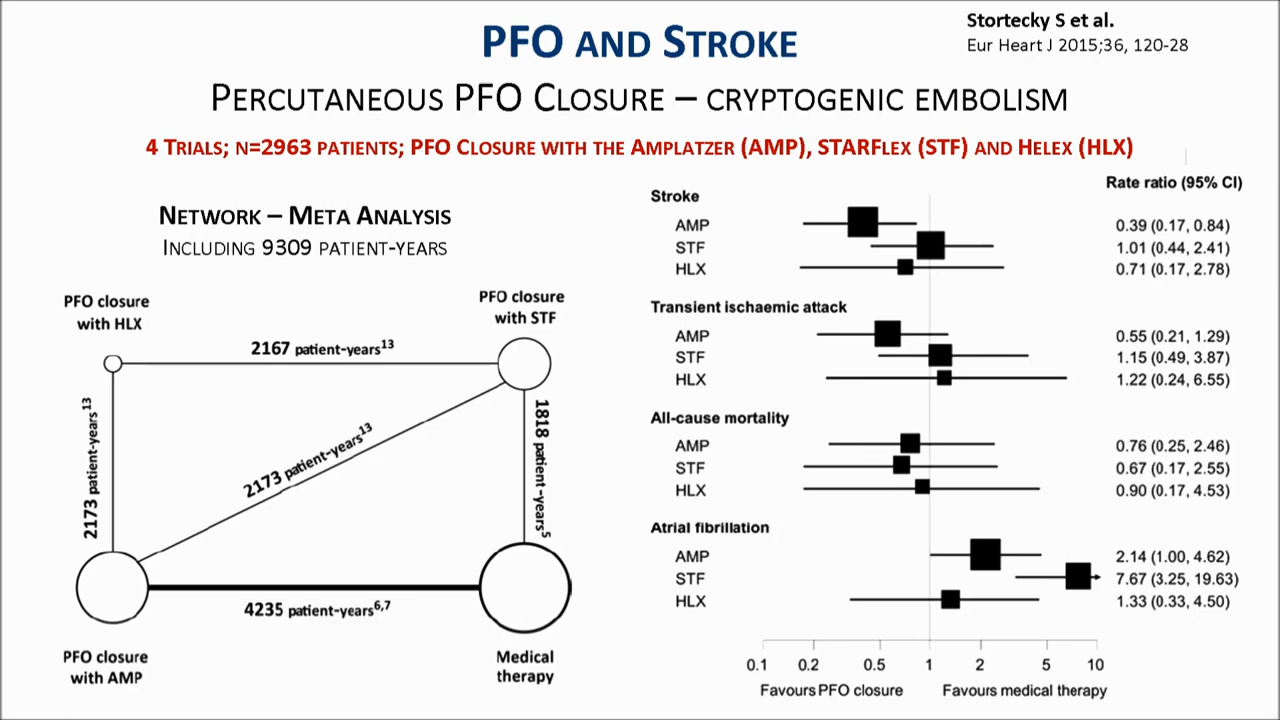 PFO AND STROKE
Stortecky S et al.
Eur Heart J 2015;36, 120-28
PERCUTANEOUS PFO CLOSURE – CRYPTOGENIC EMBOLISM
4 TRIALS; N=2963 PATIENTS; PFO CLOSURE WITH THE AMPLATZER (AMP), STARFLEX (STF) AND HELEX (HLX)
NETWORK – META ANALYSIS
INCLUDING 9309 PATIENT-YEARS
PFO closure
with HLX
PFO closure
with STF
2167 patient-years13
2173 patient-years13
2173 patient-years13
1818 patient-years5
4235 patient-years6,7
PFO closure
with AMP
Medical
therapy
Rate ratio (95% CI)
Stroke
AMP 0.39 (0.17, 0.84)
STF 1.01 (0.44, 2.41)
HLX 0.71 (0.17, 2.78)
Transient ischaemic attack
AMP 0.55 (0.21, 1.29)
STF 1.15 (0.49, 3.87)
HLX 1.22 (0.24, 6.55)
All-cause mortality
AMP 0.76 (0.25, 2.46)
STF 0.67 (0.17, 2.55)
HLX 0.90 (0.17, 4.53)
Atrial fibrillation
AMP 2.14 (1.00, 4.62)
STF 7.67 (3.25, 19.63)
HLX 1.33 (0.33, 4.50)
0.1 0.2 0.5 1 2 5 10
Favours PFO closure Favours medical therapy